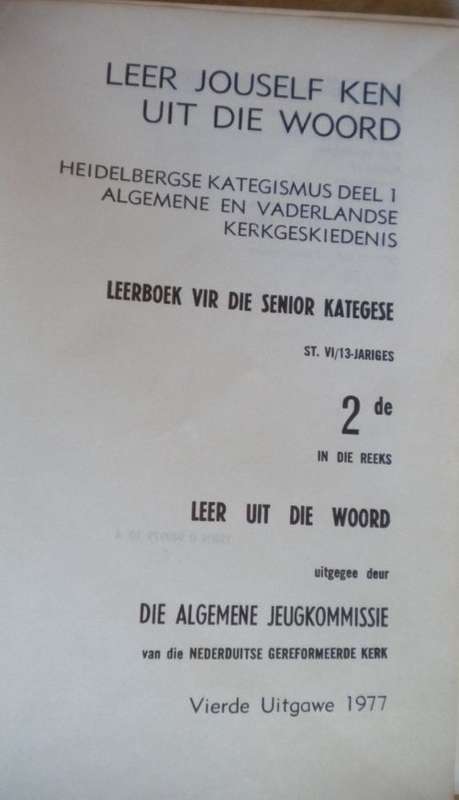 LEER JOUSELF KEN
UIT DIE WOORD
HEIDELBERGSE KATEGISMUS DEEL 1
ALGEMENE EN VADERLANDSE
KERKGESKIEDENIS
LEERBOEK VIR DIE SENIOR KATEGESE
ST. VI/13-JARIGES
2 de
IN DIE REEKS
LEER UIT DIE WOORD
uitgegee deur
DIE ALGEMENE JEUGKOMMISSIE
van die NEDERDUITSE GEREFORMEERDE KERK
Vierde Uitgawe 1977